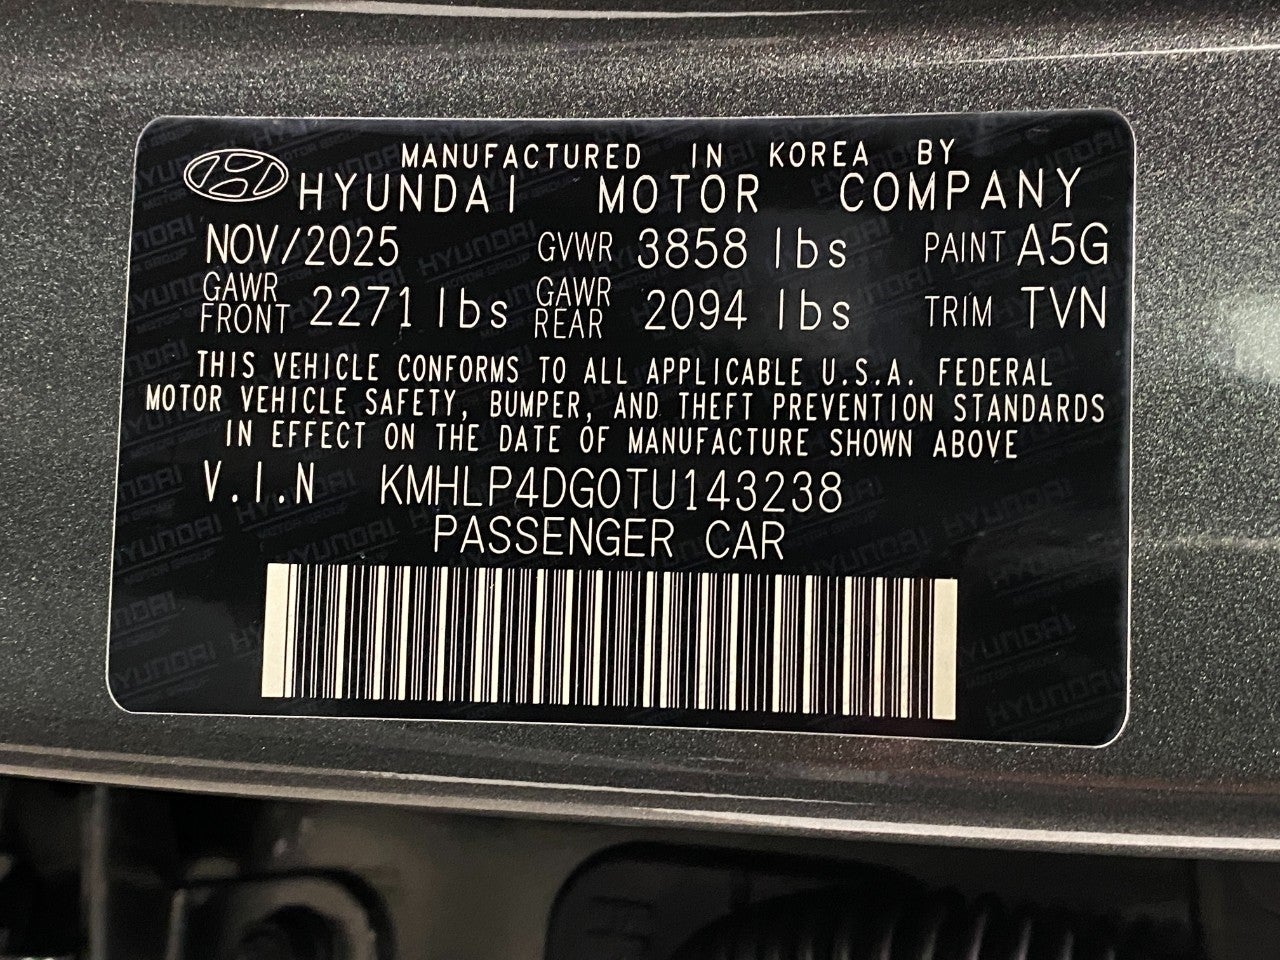 MANUFACTURED IN KOREA BY
HYUNDAI MOTOR COMPANY
NOV/2025 GVWR 3858 lbs PAINT A5G
GAWR FRONT 2271 lbs GAWR REAR 2094 lbs TRIM TVN
THIS VEHICLE CONFORMS TO ALL APPLICABLE U.S.A. FEDERAL
MOTOR VEHICLE SAFETY, BUMPER, AND THEFT PREVENTION STANDARDS
IN EFFECT ON THE DATE OF MANUFACTURE SHOWN ABOVE
V.I.N KMHLP4DG0TU143238
PASSENGER CAR